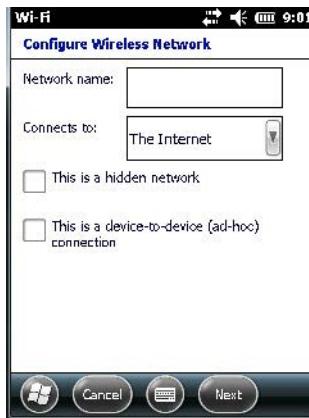 Wi-Fi 9:01
Configure Wireless Network
Network name:
Connects to:
The Internet
This is a hidden network
This is a device-to-device (ad-hoc)
connection
Cancel Next